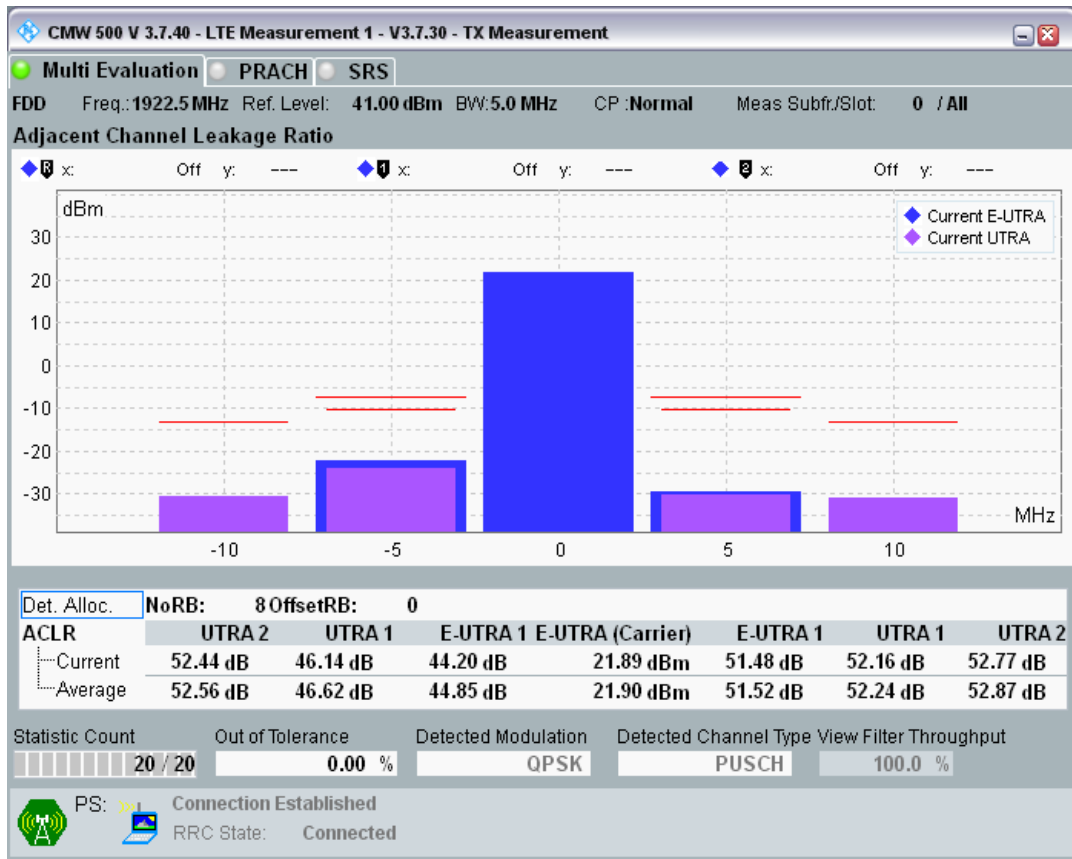 CMW 500 V 3.7.40 - LTE Measurement 1 - V3.7.30 - TX Measurement
Multi Evaluation PRACH SRS
FDD Freq.:1922.5 MHz Ref. Level: 41.00 dBm BW:5.0 MHz CP :Normal Meas Subfr./Slot: 0 / All
Adjacent Channel Leakage Ratio
R x: Off y: --- 1 x: Off y: --- 2 x: Off y: ---
dBm
Current E-UTRA
Current UTRA
30
20
10
0
-10
-20
-30
MHz
-10 -5 0 5 10
Det. Alloc. NoRB: 8 OffsetRB: 0
ACLR UTRA 2 UTRA 1 E-UTRA 1 E-UTRA (Carrier) E-UTRA 1 UTRA 1 UTRA 2
Current 52.44 dB 46.14 dB 44.20 dB 21.89 dBm 51.48 dB 52.16 dB 52.77 dB
Average 52.56 dB 46.62 dB 44.85 dB 21.90 dBm 51.52 dB 52.24 dB 52.87 dB
Statistic Count Out of Tolerance Detected Modulation Detected Channel Type View Filter Throughput
20 / 20 0.00 % QPSK PUSCH 100.0 %
PS: Connection Established
RRC State: Connected